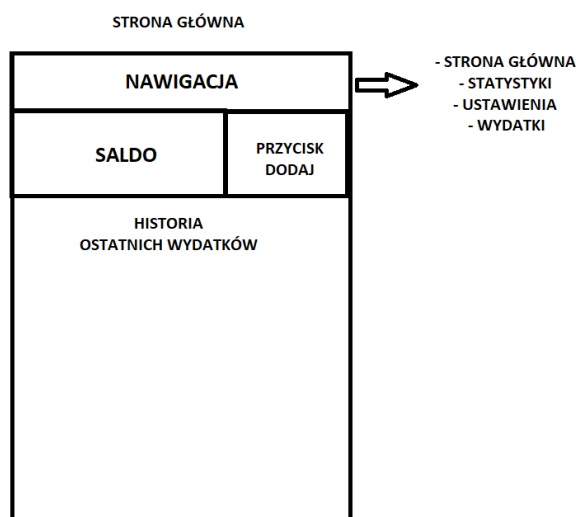 STRONA GŁÓWNA
NAWIGACJA
- STRONA GŁÓWNA
- STATYSTYKI
- USTAWIENIA
- WYDATKI
SALDO
PRZYCISK
DODAJ
HISTORIA
OSTATNICH WYDATKÓW